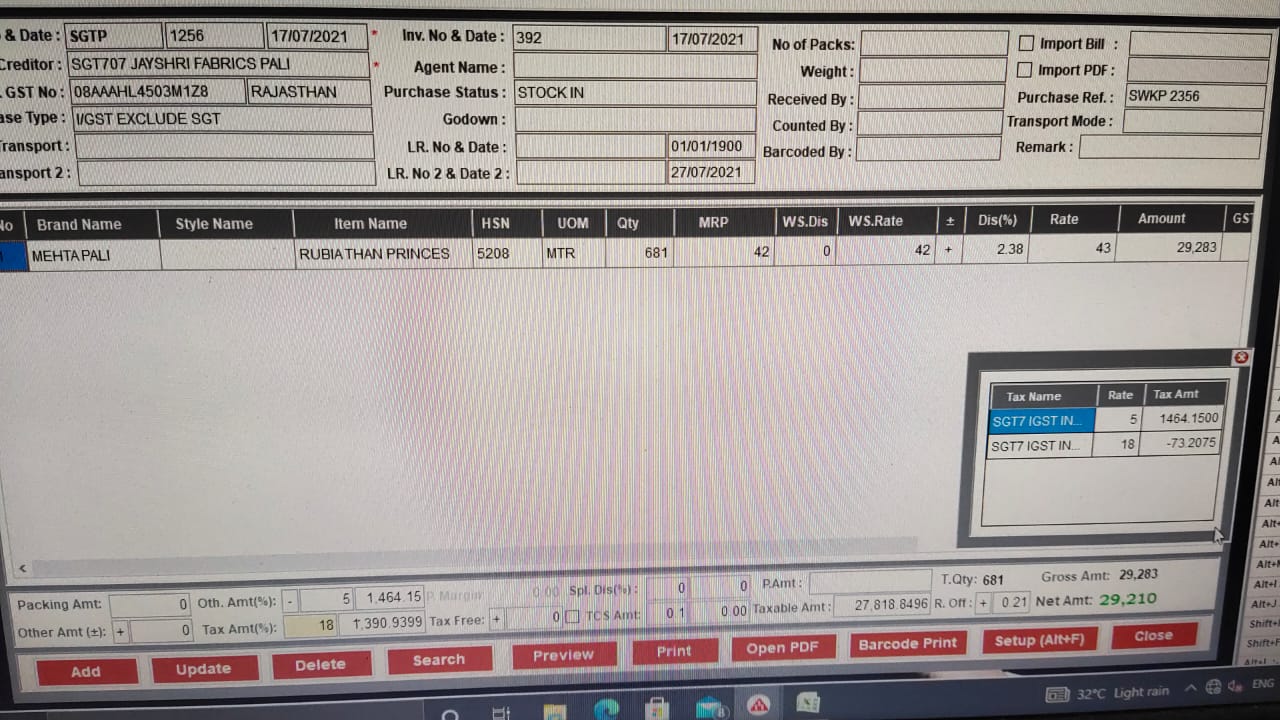 & Date : SGTP 1256 17/07/2021 * Inv. No & Date : 392 17/07/2021 No of Packs: Import Bill :
Creditor : SGT707 JAYSHRI FABRICS PALI * Agent Name : Weight : Import PDF :
. GST No : 08AAAHL4503M1Z8 RAJASTHAN Purchase Status : STOCK IN Received By : Purchase Ref. : SWKP 2356
ase Type : I/GST EXCLUDE SGT Godown : Counted By : Transport Mode :
ransport : LR. No & Date : 01/01/1900 Barcoded By : Remark :
ansport 2 : LR. No 2 & Date 2 : 27/07/2021
No Brand Name Style Name Item Name HSN UOM Qty MRP WS.Dis WS.Rate ± Dis(%) Rate Amount GS
1 MEHTA PALI RUBIA THAN PRINCES 5208 MTR 681 42 0 42 + 2.38 43 29,283
Tax Name Rate Tax Amt
SGT7 IGST IN... 5 1464.1500
SGT7 IGST IN... 18 -73.2075
<
Packing Amt: 0 Oth. Amt(%): - 5 1,464.15 P. Margin: 0.00 Spl. Dis(%) : 0 0 P.Amt : T.Qty: 681 Gross Amt: 29,283
Other Amt (±): + 0 Tax Amt(%): 18 1,390.9399 Tax Free: + 0 TCS Amt: 0.1 0.00 Taxable Amt : 27,818.8496 R. Off : + 0.21 Net Amt: 29,210
Add Update Delete Search Preview Print Open PDF Barcode Print Setup (Alt+F) Close
32°C Light rain ENG